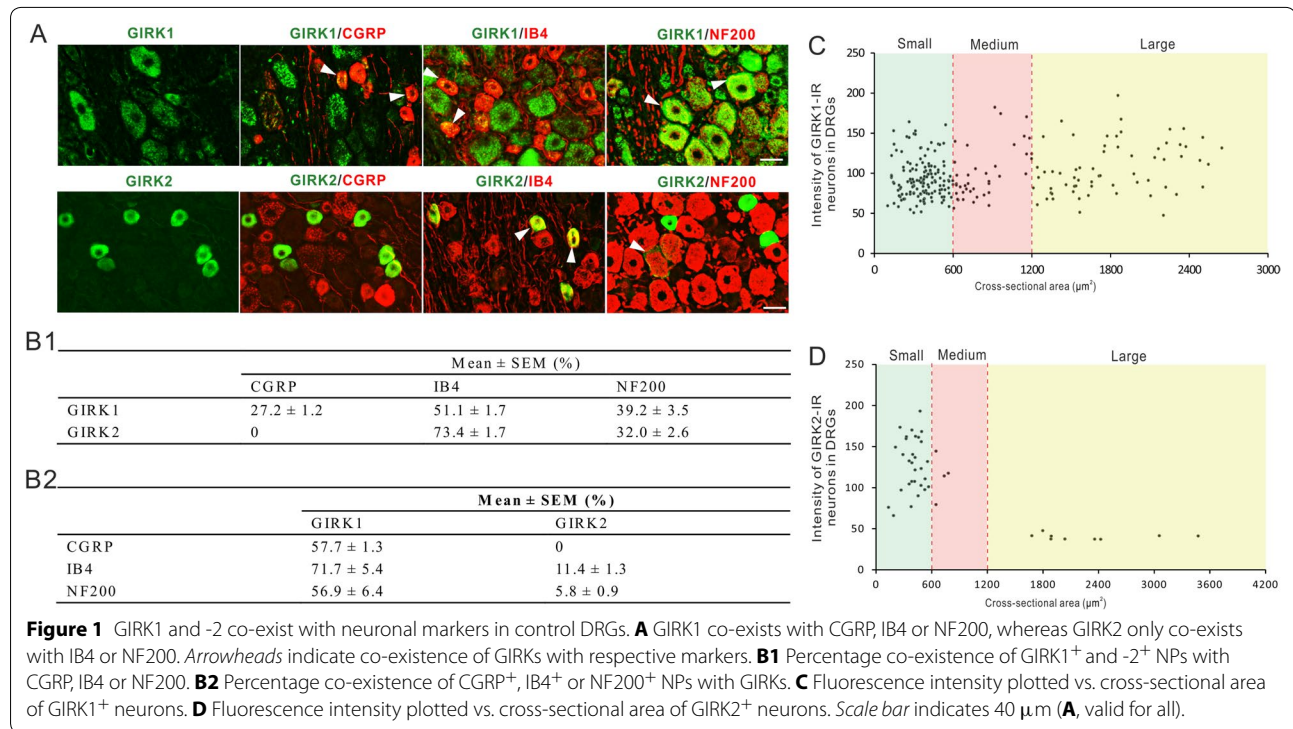 A
GIRK1 GIRK1/CGRP GIRK1/IB4 GIRK1/NF200
GIRK2 GIRK2/CGRP GIRK2/IB4 GIRK2/NF200
B1
Mean ± SEM (%)
CGRP IB4 NF200
GIRK1 27.2 ± 1.2 51.1 ± 1.7 39.2 ± 3.5
GIRK2 0 73.4 ± 1.7 32.0 ± 2.6
B2
Mean ± SEM (%)
GIRK1 GIRK2
CGRP 57.7 ± 1.3 0
IB4 71.7 ± 5.4 11.4 ± 1.3
NF200 56.9 ± 6.4 5.8 ± 0.9
C
Small Medium Large
Intensity of GIRK1-IR
neurons in DRGs
250
200
150
100
50
0
0 600 1200 1800 2400 3000
Cross-sectional area (µm²)
D
Small Medium Large
Intensity of GIRK2-IR
neurons in DRGs
250
200
150
100
50
0
0 600 1200 1800 2400 3000 3600 4200
Cross-sectional area (µm²)
Figure 1 GIRK1 and -2 co-exist with neuronal markers in control DRGs. A GIRK1 co-exists with CGRP, IB4 or NF200, whereas GIRK2 only co-exists
with IB4 or NF200. Arrowheads indicate co-existence of GIRKs with respective markers. B1 Percentage co-existence of GIRK1⁺ and -2⁺ NPs with
CGRP, IB4 or NF200. B2 Percentage co-existence of CGRP⁺, IB4⁺ or NF200⁺ NPs with GIRKs. C Fluorescence intensity plotted vs. cross-sectional area
of GIRK1⁺ neurons. D Fluorescence intensity plotted vs. cross-sectional area of GIRK2⁺ neurons. Scale bar indicates 40 µm (A, valid for all).